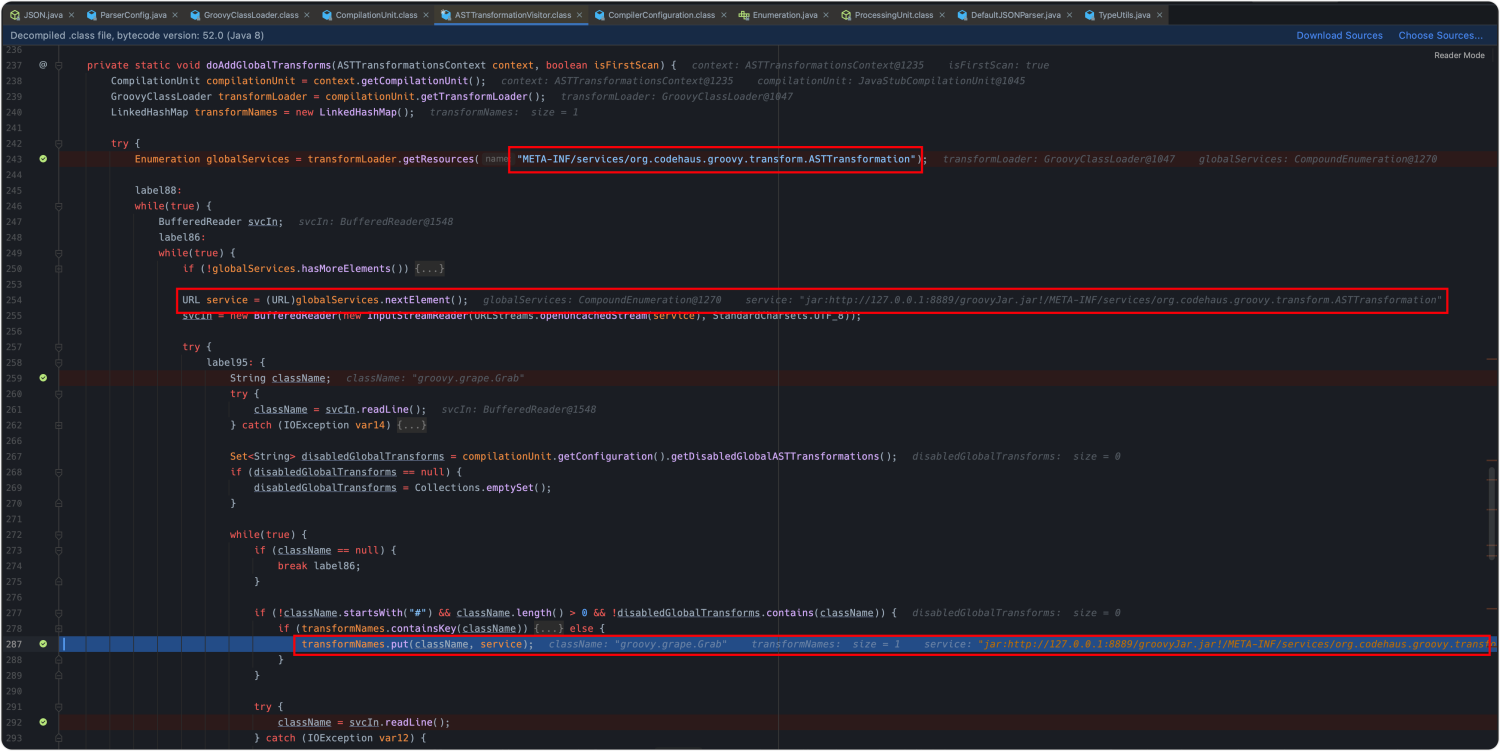 JSON.java × ParserConfig.java × GroovyClassLoader.class × CompilationUnit.class × ASTTransformationVisitor.class × CompilerConfiguration.class × Enumeration.java × ProcessingUnit.class × DefaultJSONParser.java × TypeUtils.java ×
Decompiled .class file, bytecode version: 52.0 (Java 8) Download Sources Choose Sources...
236 Reader Mode
237 @ private static void doAddGlobalTransforms(ASTTransformationsContext context, boolean isFirstScan) { context: ASTTransformationsContext@1235 isFirstScan: true
238 CompilationUnit compilationUnit = context.getCompilationUnit(); context: ASTTransformationsContext@1235 compilationUnit: JavaStubCompilationUnit@1045
239 GroovyClassLoader transformLoader = compilationUnit.getTransformLoader(); transformLoader: GroovyClassLoader@1047
240 LinkedHashMap transformNames = new LinkedHashMap(); transformNames: size = 1
241
242 try {
243 Enumeration globalServices = transformLoader.getResources( name: "META-INF/services/org.codehaus.groovy.transform.ASTTransformation"); transformLoader: GroovyClassLoader@1047 globalServices: CompoundEnumeration@1270
244
245 label88:
246 while(true) {
247 BufferedReader svcIn; svcIn: BufferedReader@1548
248 label86:
249 while(true) {
250 if (!globalServices.hasMoreElements()) {...}
253
254 URL service = (URL)globalServices.nextElement(); globalServices: CompoundEnumeration@1270 service: "jar:http://127.0.0.1:8889/groovyJar.jar!/META-INF/services/org.codehaus.groovy.transform.ASTTransformation"
255 svcIn = new BufferedReader(new InputStreamReader(URLStreams.openUncachedStream(service), StandardCharsets.UTF_8));
256
257 try {
258 label95: {
259 String className; className: "groovy.grape.Grab"
260 try {
261 className = svcIn.readLine(); svcIn: BufferedReader@1548
262 } catch (IOException var14) {...}
266
267 Set<String> disabledGlobalTransforms = compilationUnit.getConfiguration().getDisabledGlobalASTTransformations(); disabledGlobalTransforms: size = 0
268 if (disabledGlobalTransforms == null) {
269 disabledGlobalTransforms = Collections.emptySet();
270 }
271
272 while(true) {
273 if (className == null) {
274 break label86;
275 }
276
277 if (!className.startsWith("#") && className.length() > 0 && !disabledGlobalTransforms.contains(className)) { disabledGlobalTransforms: size = 0
278 if (transformNames.containsKey(className)) {...} else {
287 transformNames.put(className, service); className: "groovy.grape.Grab" transformNames: size = 1 service: "jar:http://127.0.0.1:8889/groovyJar.jar!/META-INF/services/org.codehaus.groovy.transf
288 }
289 }
290
291 try {
292 className = svcIn.readLine();
293 } catch (IOException var12) {